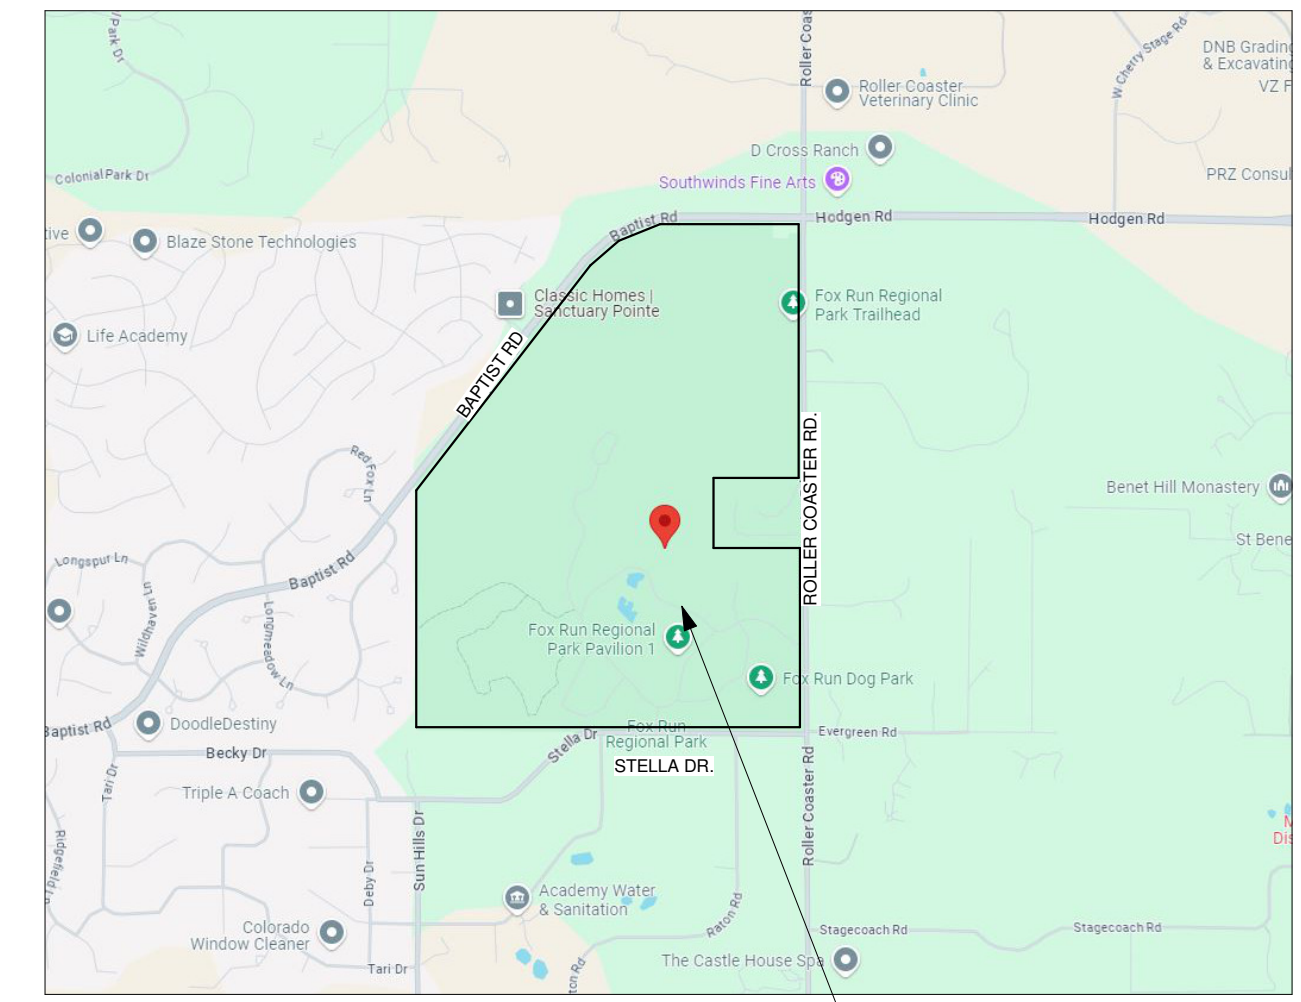 Park Dr
Roller Coas
W Cherry Stage Rd
DNB Grading
& Excavating
VZ F
Roller Coaster
Veterinary Clinic
D Cross Ranch
Colonial Park Dr
Southwinds Fine Arts
PRZ Consul
Baptist Rd
Hodgen Rd
Hodgen Rd
tive
Blaze Stone Technologies
Classic Homes |
Sanctuary Pointe
Fox Run Regional
Park Trailhead
Life Academy
BAPTIST RD
ROLLER COASTER RD.
Red Fox Ln
Benet Hill Monastery
St Bene
Longspur Ln
Baptist Rd
Wildhaven Ln
Longmeadow Ln
Fox Run Regional
Park Pavilion 1
Fox Run Dog Park
Baptist Rd
DoodleDestiny
Fox Run
Regional Park
Stella Dr
Evergreen Rd
Becky Dr
STELLA DR.
Tari Dr
Triple A Coach
Roller Coaster Rd
Sun Hills Dr
M
Dis
Ridgefield Ln
Deby Dr
Academy Water
& Sanitation
Raton Rd
Colorado
Window Cleaner
Stagecoach Rd
Stagecoach Rd
The Castle House Spa
Tari Dr
ton Rd